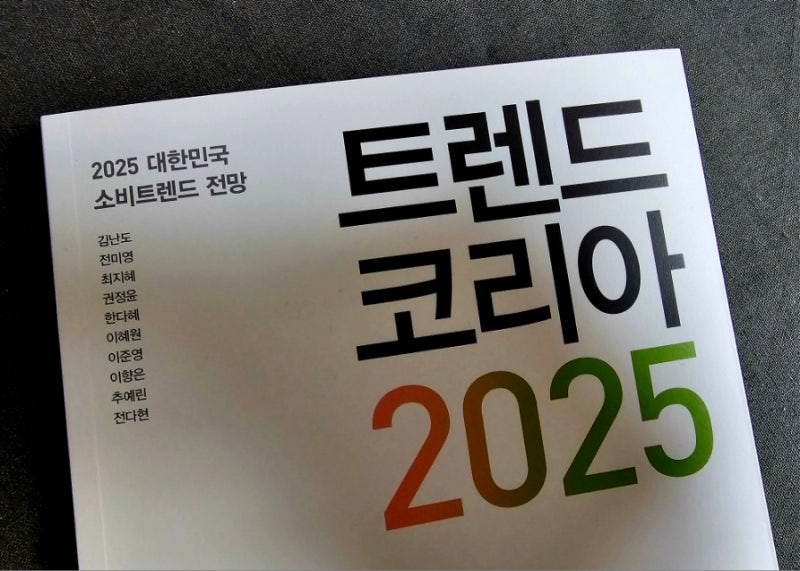 2025 대한민국
소비트렌드 전망
김난도
전미영
최지혜
권정윤
한다혜
이혜원
이준영
이향은
추예린
전다현
트렌드
코리아
2025